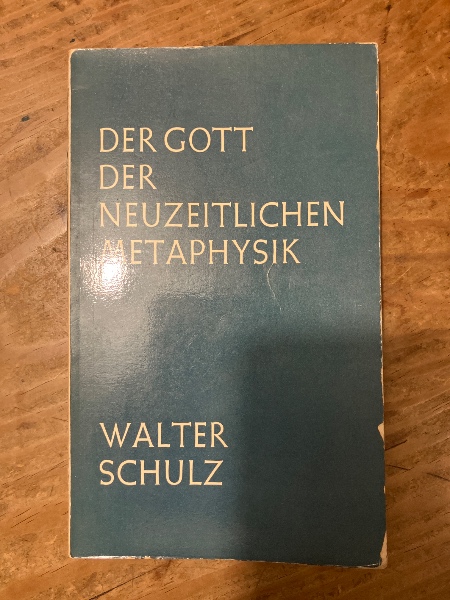 DER GOTT
DER
NEUZEITLICHEN
METAPHYSIK
WALTER
SCHULZ